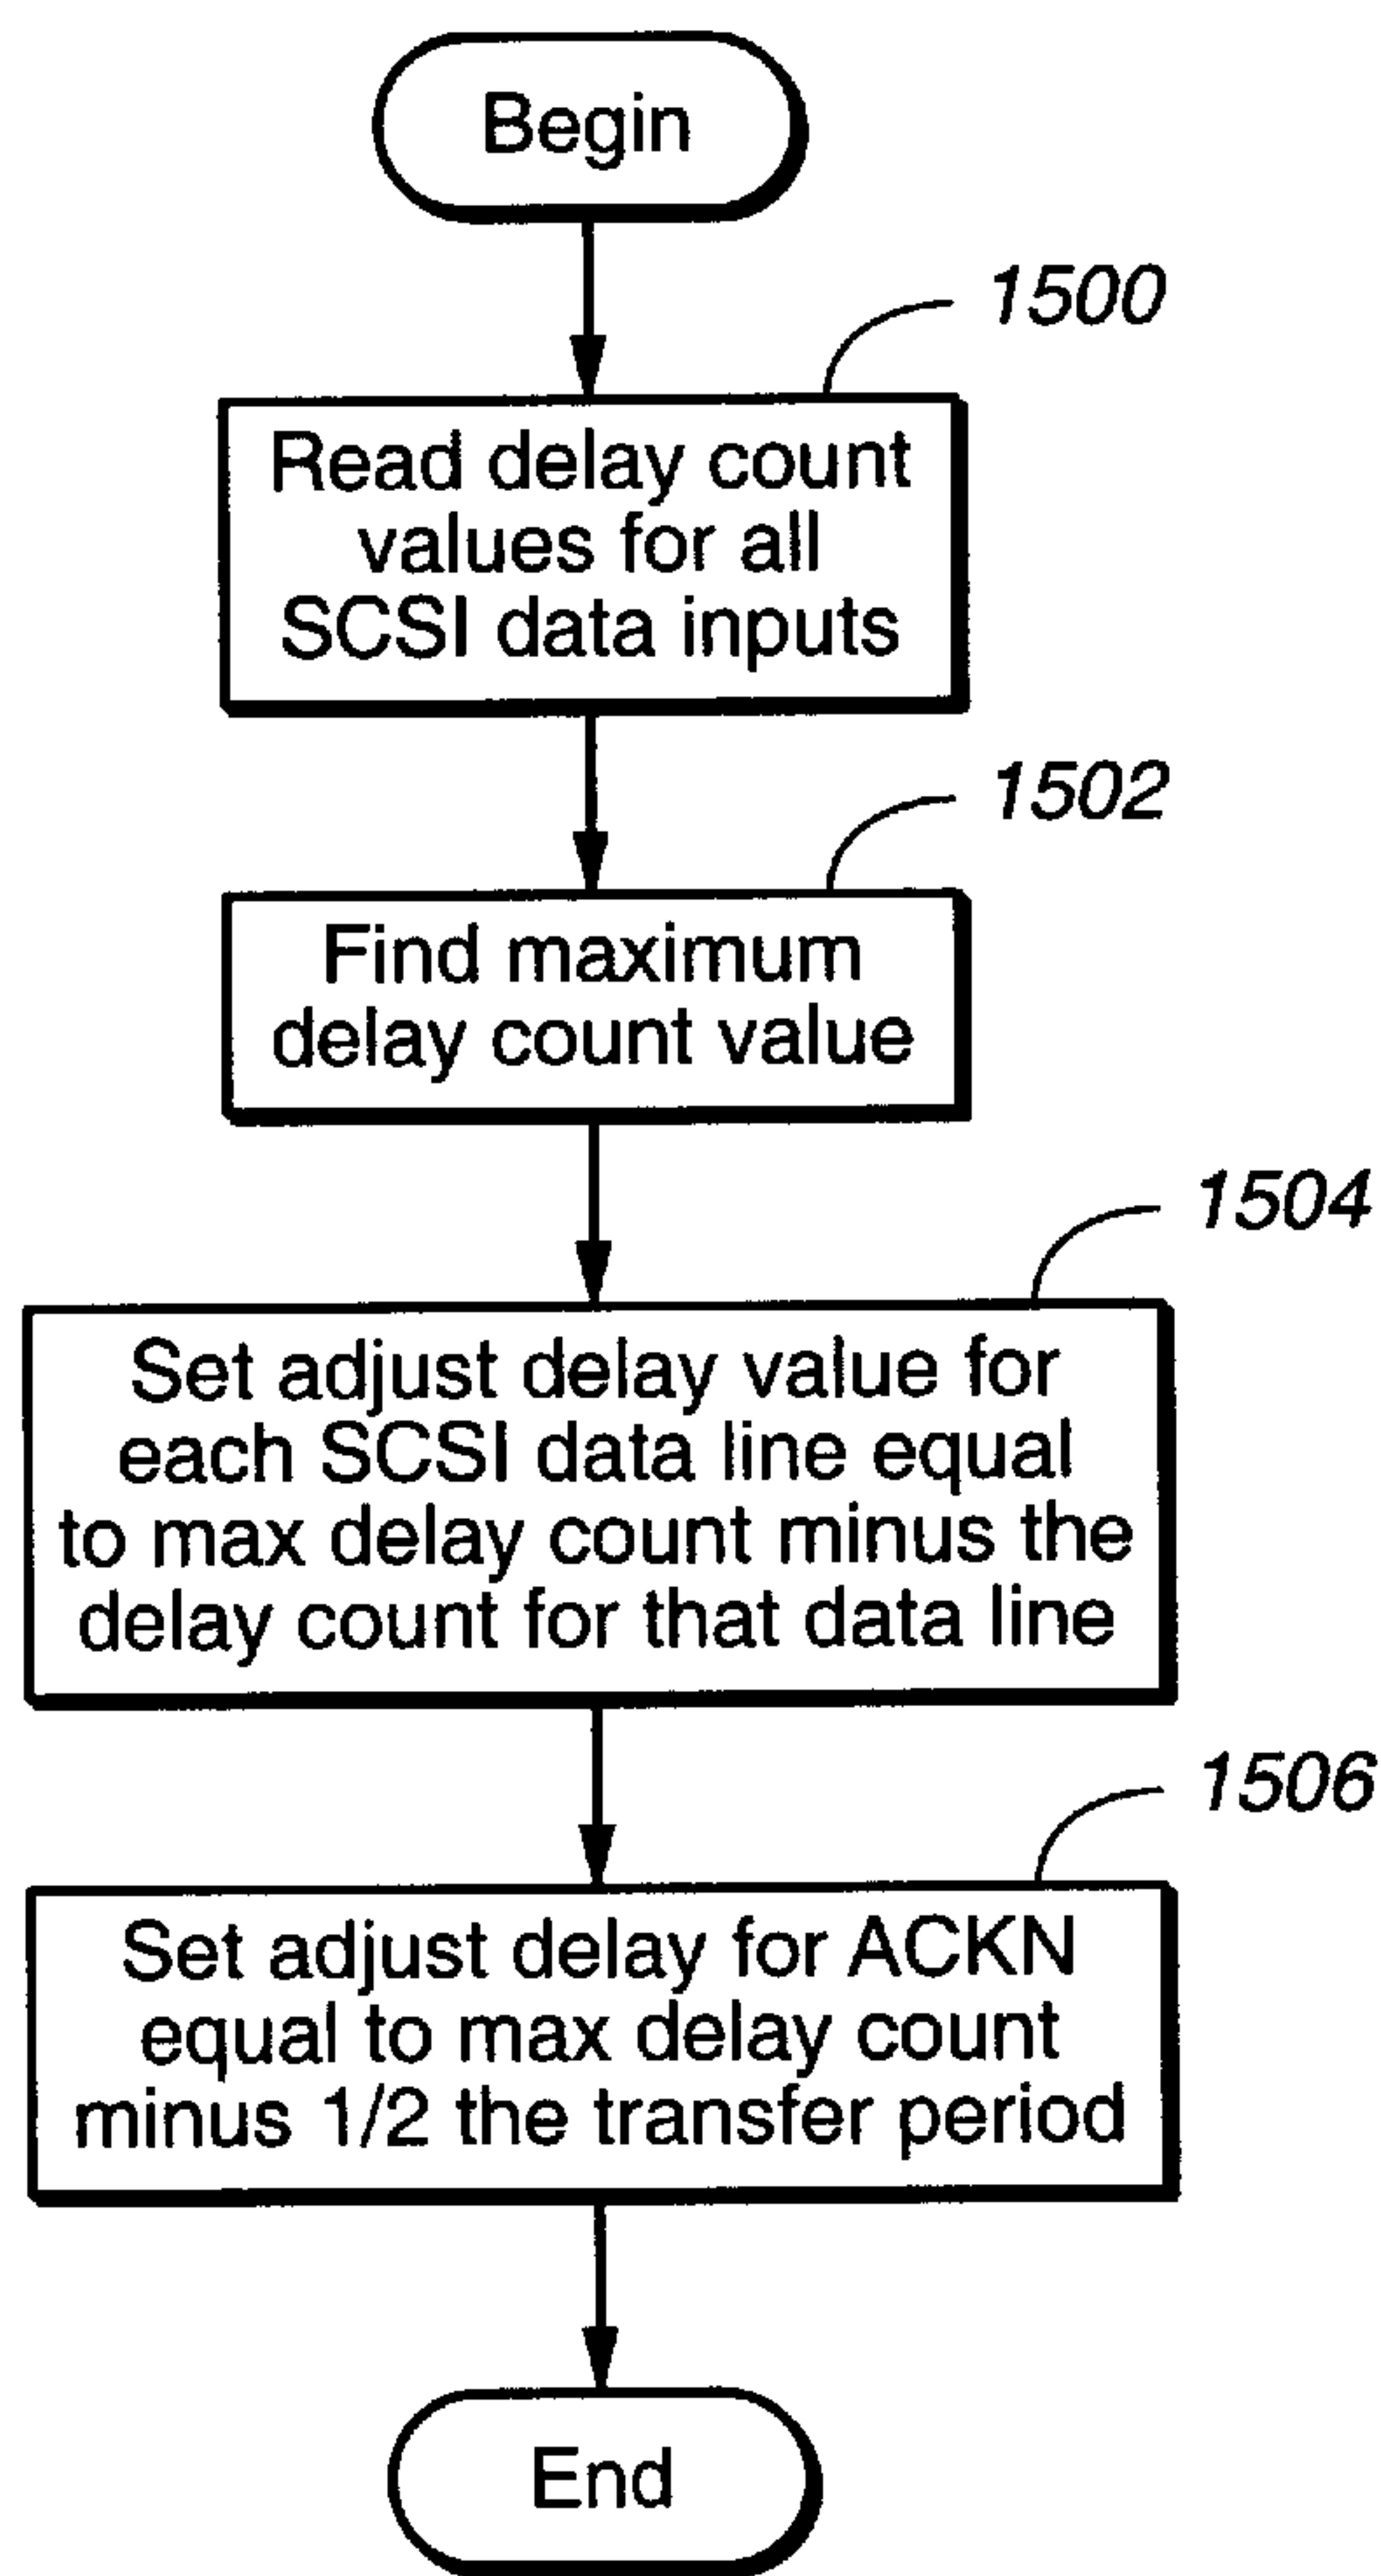 Begin
1500
Read delay count
values for all
SCSI data inputs
1502
Find maximum
delay count value
1504
Set adjust delay value for
each SCSI data line equal
to max delay count minus the
delay count for that data line
1506
Set adjust delay for ACKN
equal to max delay count
minus 1/2 the transfer period
End